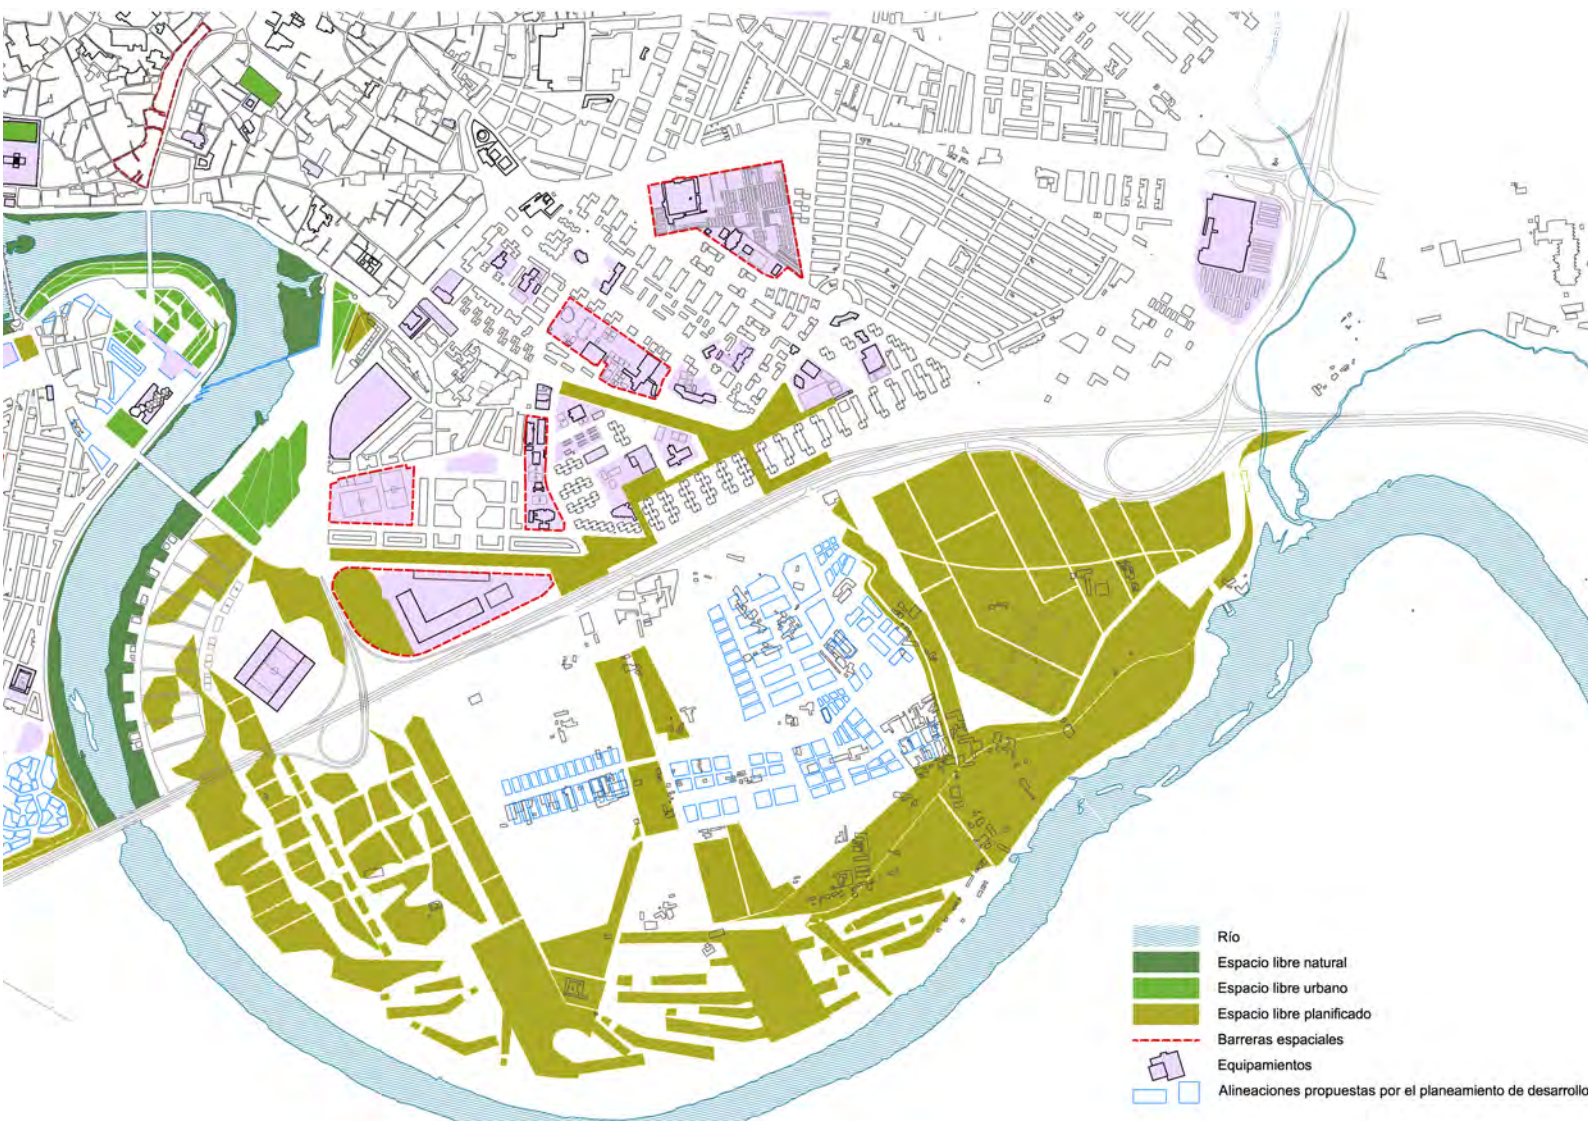 Río
Espacio libre natural
Espacio libre urbano
Espacio libre planificado
Barreras espaciales
Equipamientos
Alineaciones propuestas por el planeamiento de desarrollo